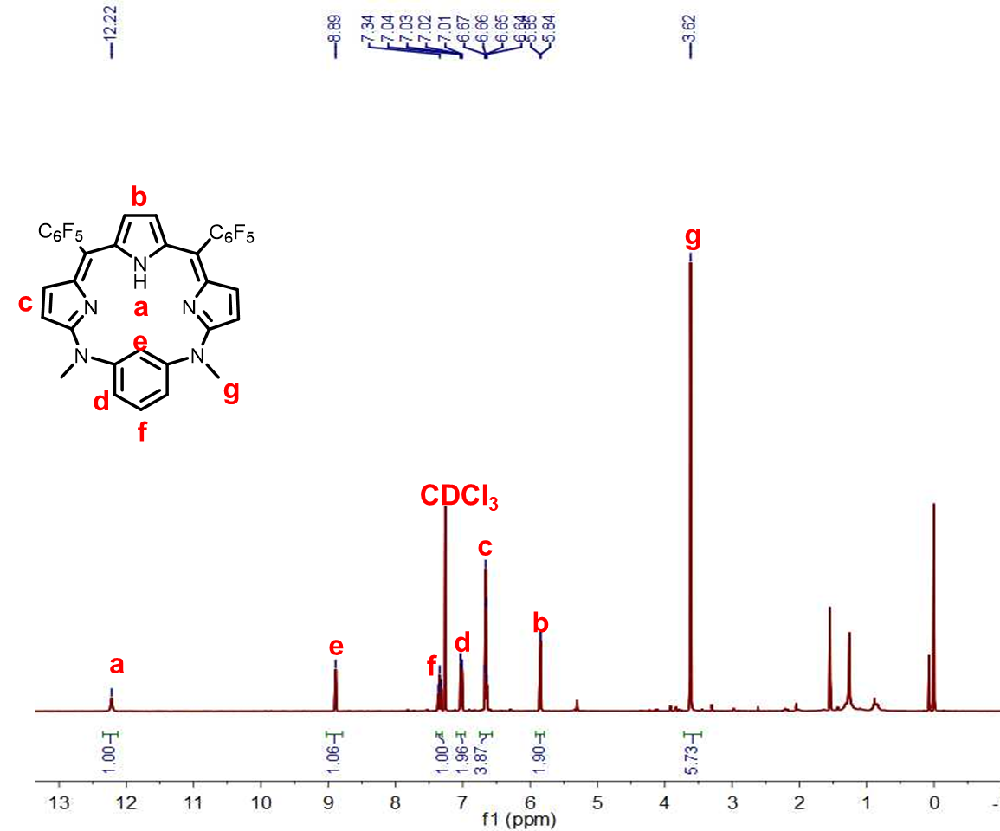 12.22
8.89
7.34
7.04
7.03
7.02
7.01
6.67
6.66
6.65
6.64
5.85
5.84
3.62
b
C6F5
C6F5
N
H
c
N
a
N
e
N
N
d
g
f
g
CDCl3
c
b
d
e
f
a
1.00
1.06
1.00
1.96
3.87
1.90
5.73
13 12 11 10 9 8 7 6 5 4 3 2 1 0 -
f1 (ppm)